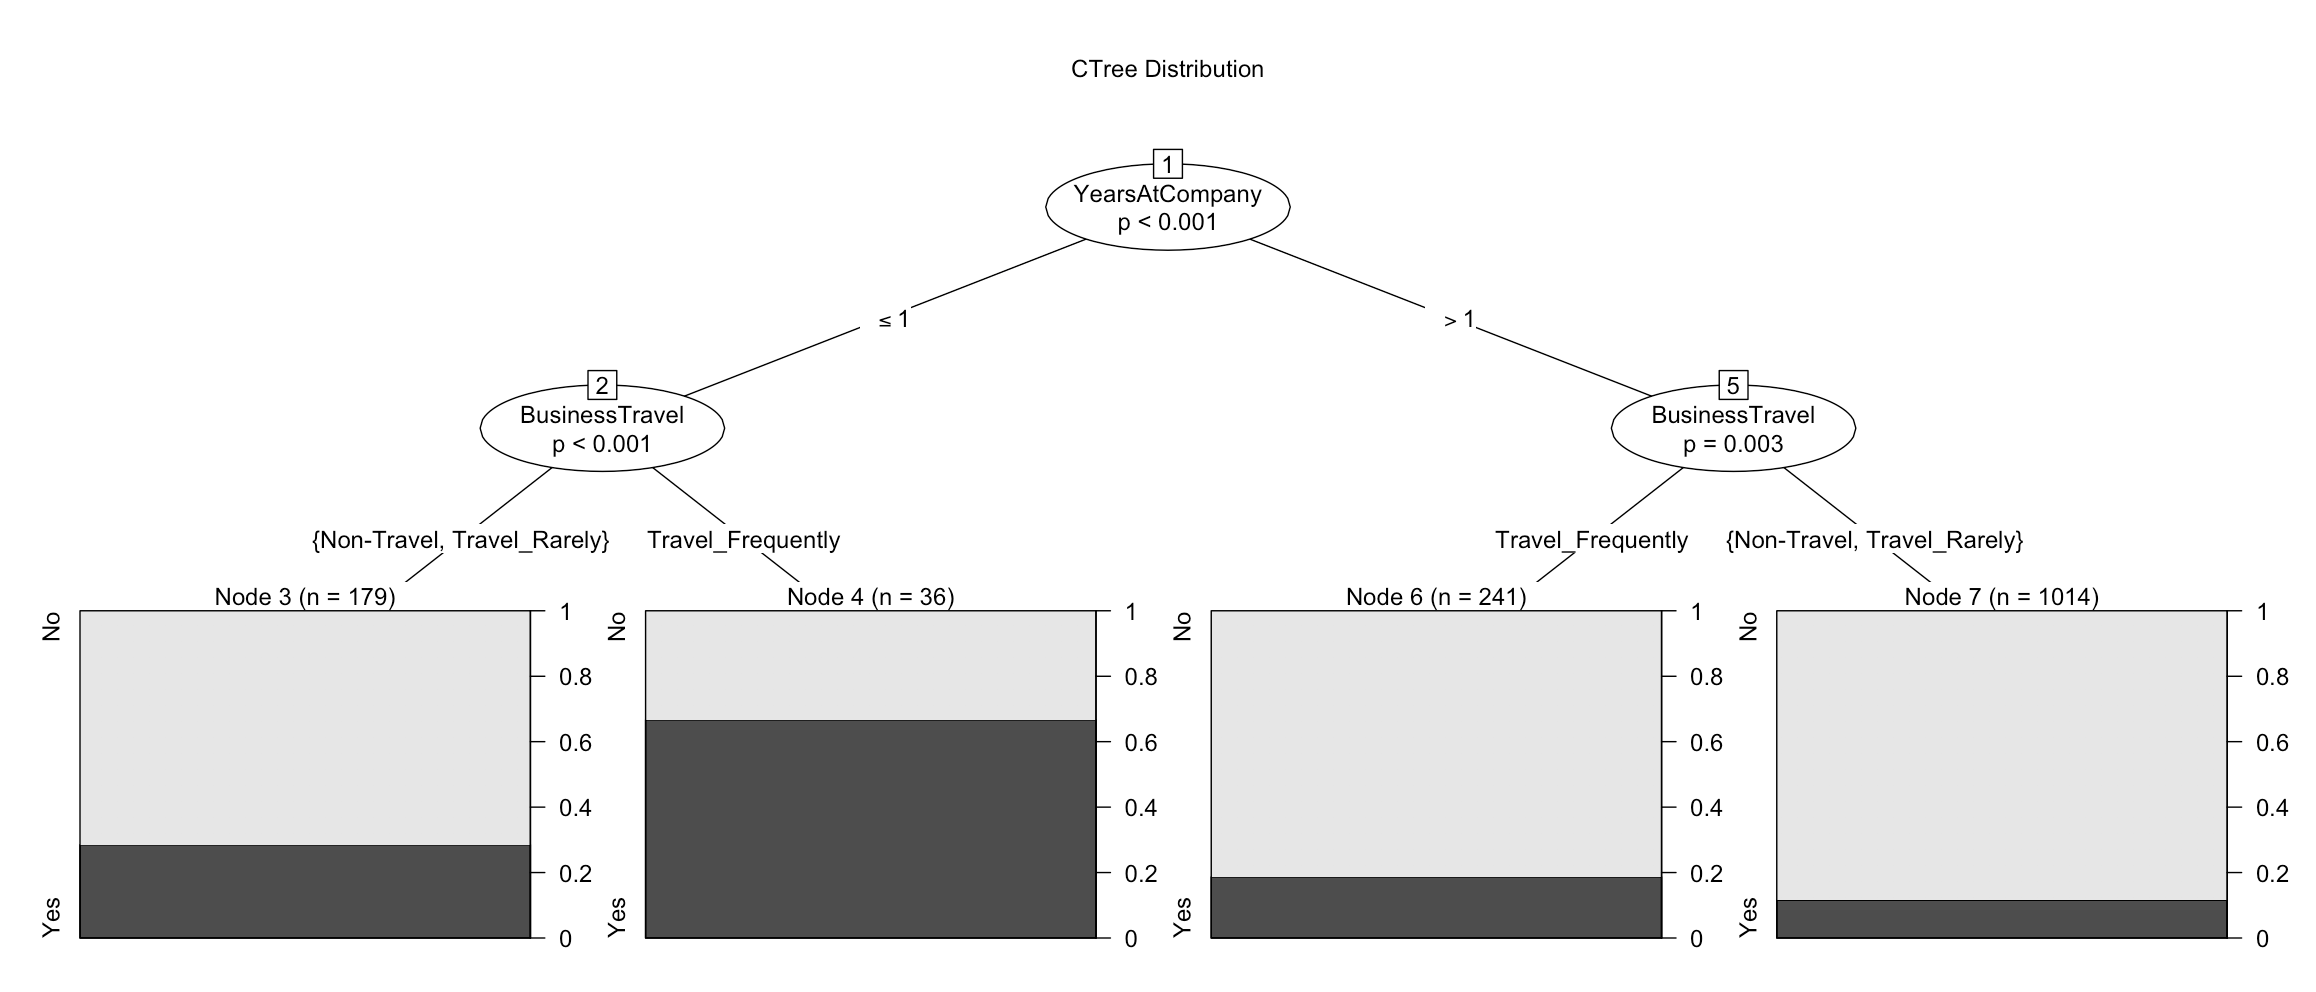 CTree Distribution
1
YearsAtCompany
p < 0.001
≤ 1
> 1
2
BusinessTravel
p < 0.001
5
BusinessTravel
p = 0.003
{Non-Travel, Travel_Rarely}
Travel_Frequently
Travel_Frequently
{Non-Travel, Travel_Rarely}
Node 3 (n = 179)
No
Yes
1
0.8
0.6
0.4
0.2
0
Node 4 (n = 36)
No
Yes
1
0.8
0.6
0.4
0.2
0
Node 6 (n = 241)
No
Yes
1
0.8
0.6
0.4
0.2
0
Node 7 (n = 1014)
No
Yes
1
0.8
0.6
0.4
0.2
0